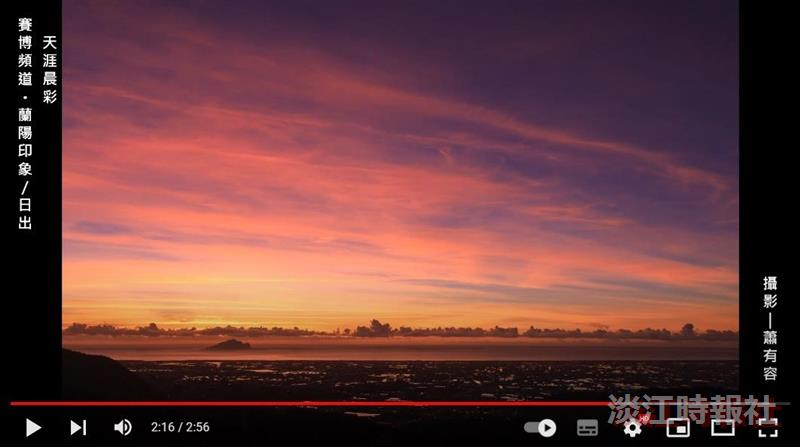 天涯晨彩
賽博頻道·蘭陽印象/日出
攝影—蕭有容
2:16 / 2:56
HD
淡江時報社